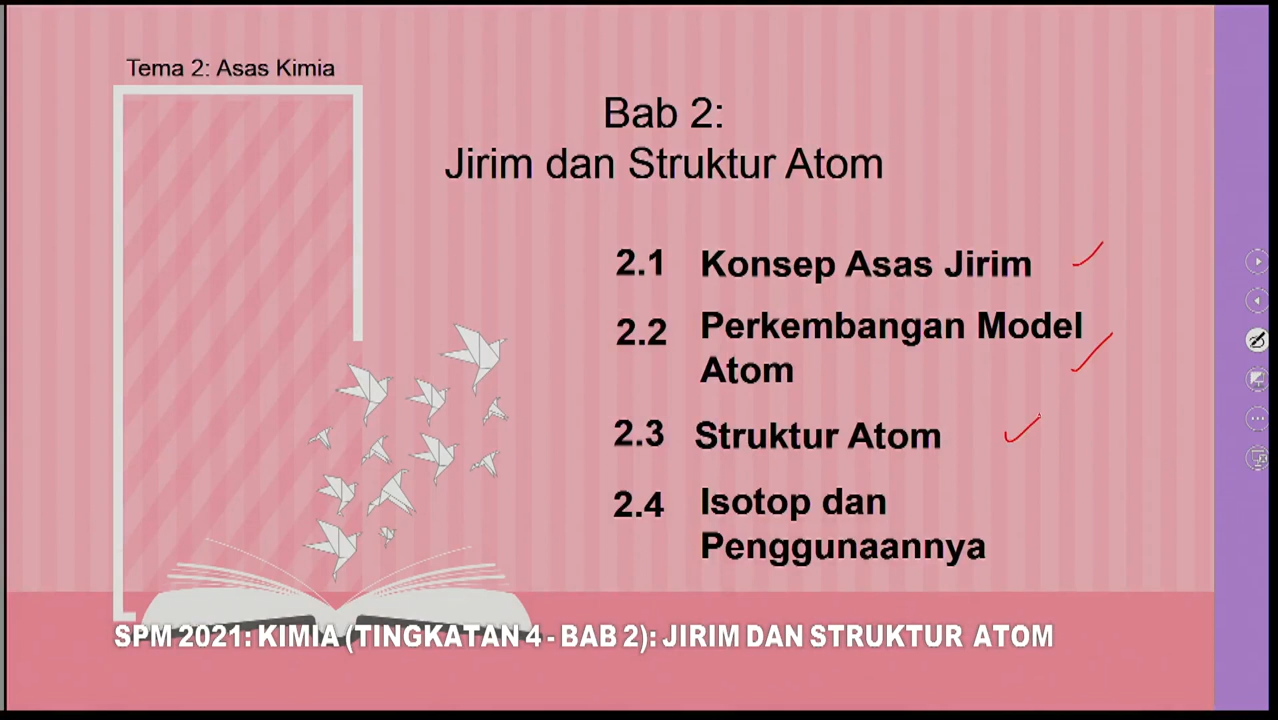 Tema 2: Asas Kimia
Bab 2:
Jirim dan Struktur Atom
2.1 Konsep Asas Jirim
2.2 Perkembangan Model
Atom
2.3 Struktur Atom
2.4 Isotop dan
Penggunaannya
SPM 2021: KIMIA (TINGKATAN 4 - BAB 2): JIRIM DAN STRUKTUR ATOM